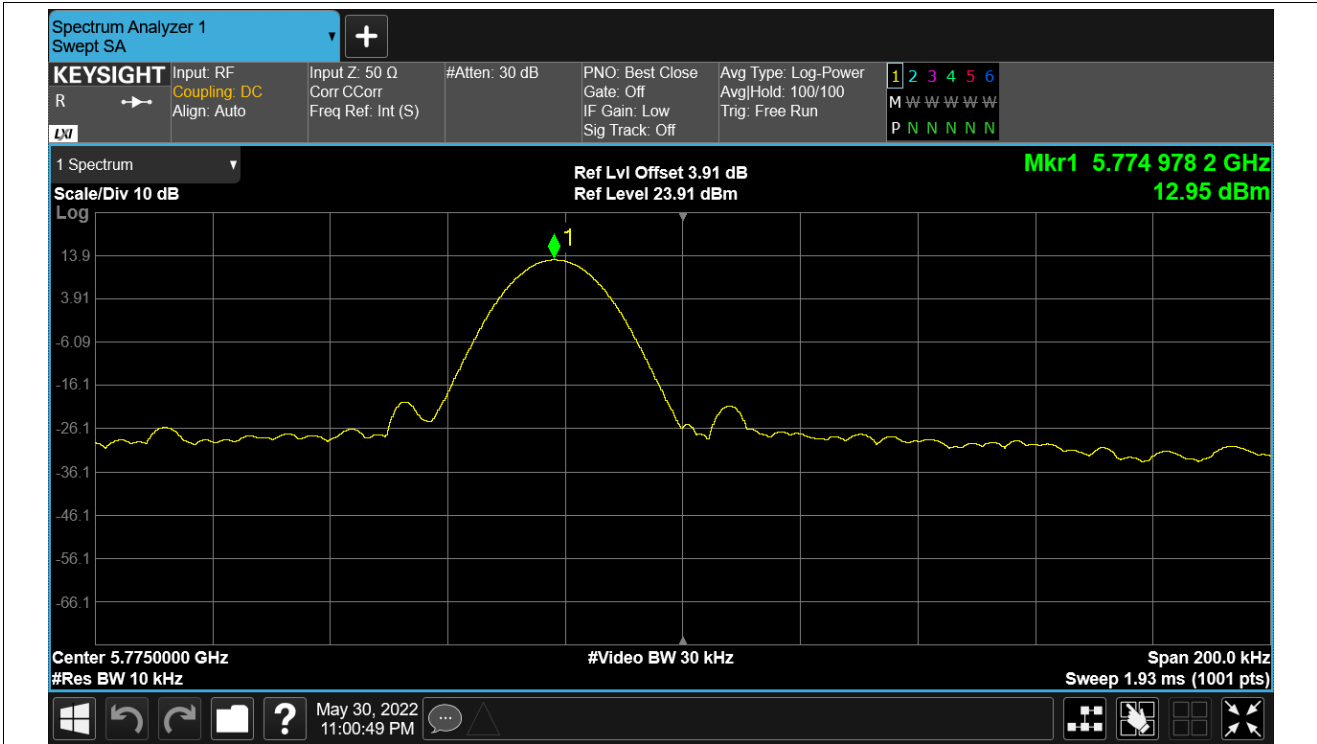 Spectrum Analyzer 1
Swept SA
KEYSIGHT
R
LXI
Input: RF
Coupling: DC
Align: Auto
Input Z: 50 Ω
Corr CCorr
Freq Ref: Int (S)
#Atten: 30 dB
PNO: Best Close
Gate: Off
IF Gain: Low
Sig Track: Off
Avg Type: Log-Power
Avg|Hold: 100/100
Trig: Free Run
1 2 3 4 5 6
M W W W W W
P N N N N N
1 Spectrum
Scale/Div 10 dB
Log
Ref Lvl Offset 3.91 dB
Ref Level 23.91 dBm
Mkr1 5.774 978 2 GHz
12.95 dBm
1
13.9
3.91
-6.09
-16.1
-26.1
-36.1
-46.1
-56.1
-66.1
Center 5.7750000 GHz
#Res BW 10 kHz
#Video BW 30 kHz
Span 200.0 kHz
Sweep 1.93 ms (1001 pts)
?
May 30, 2022
11:00:49 PM